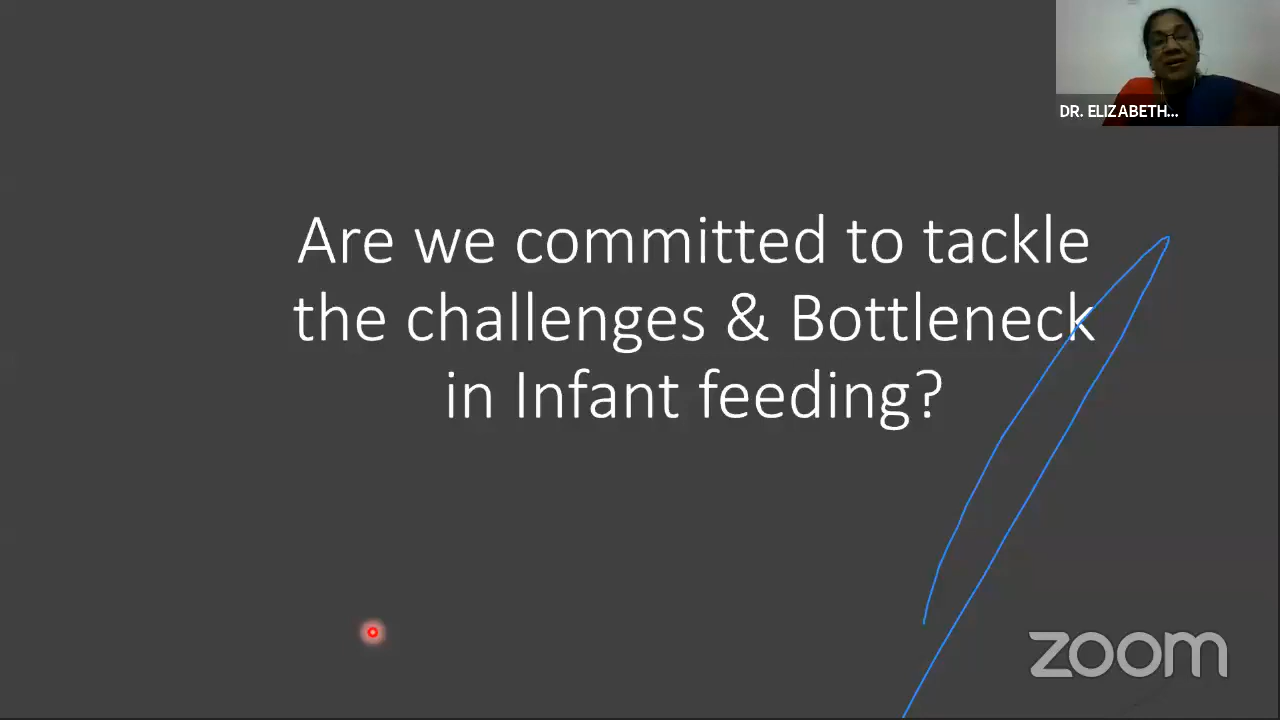 DR. ELIZABETH...
Are we committed to tackle
the challenges & Bottleneck
in Infant feeding?
zoom